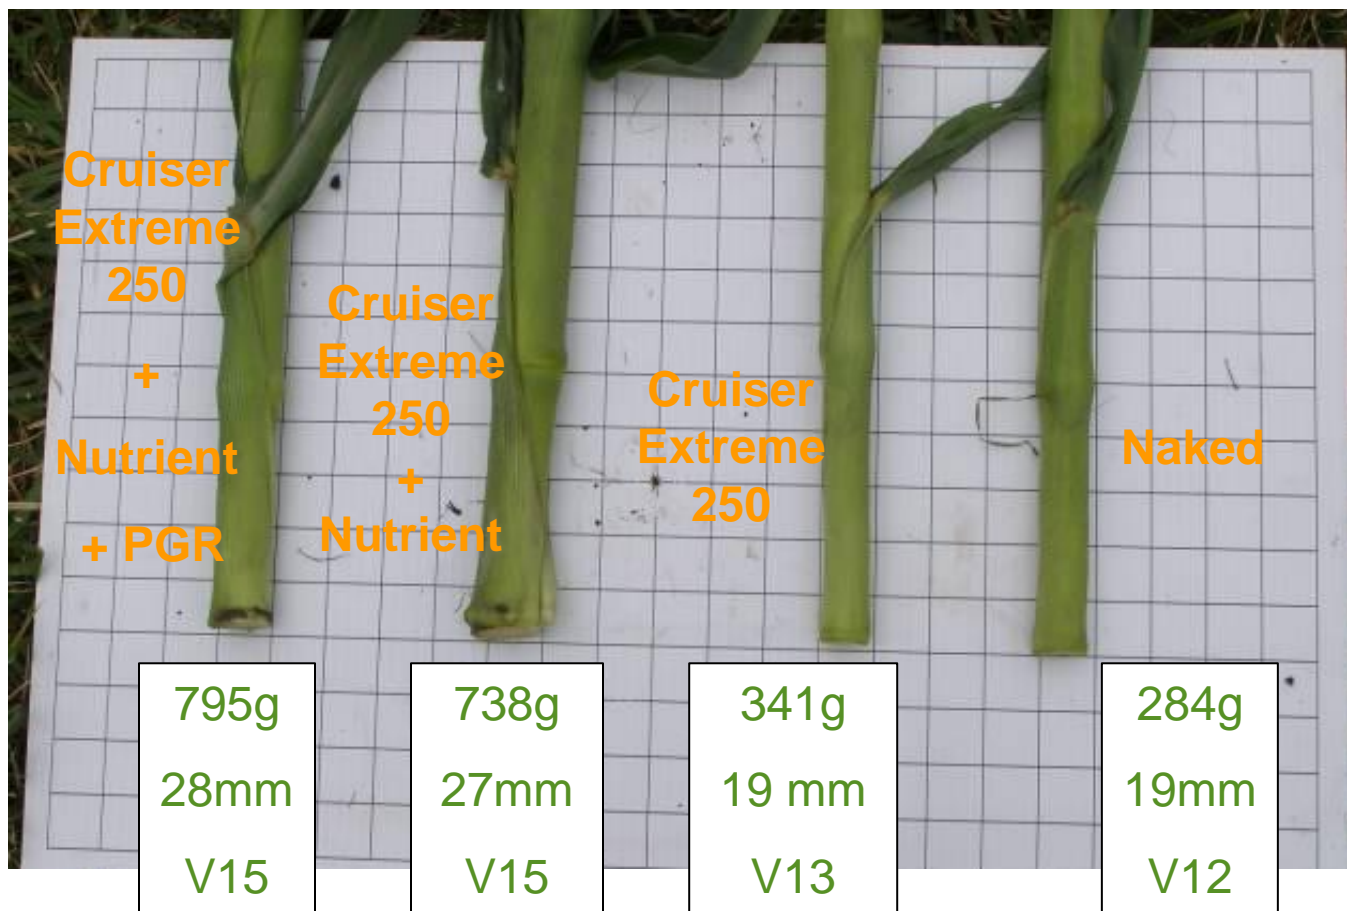 Cruiser
Extreme
250
+
Nutrient
+ PGR
Cruiser
Extreme
250
+
Nutrient
Cruiser
Extreme
250
Naked
795g
28mm
V15
738g
27mm
V15
341g
19 mm
V13
284g
19mm
V12